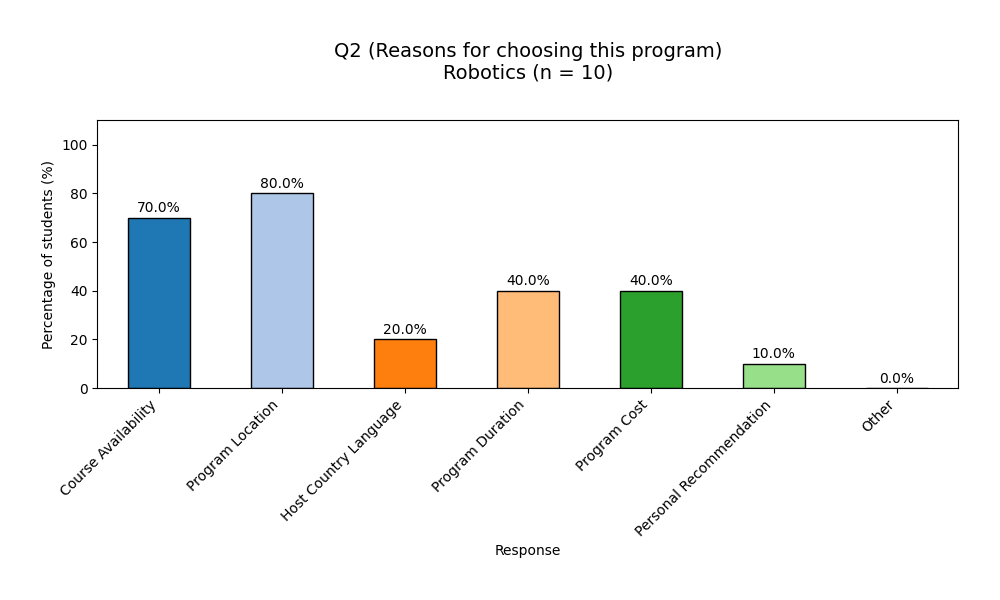 Q2 (Reasons for choosing this program)
Robotics (n = 10)
Percentage of students (%)
100
80
60
40
20
0
70.0%
80.0%
20.0%
40.0%
40.0%
10.0%
0.0%
Course Availability
Program Location
Host Country Language
Program Duration
Program Cost
Personal Recommendation
Other
Response